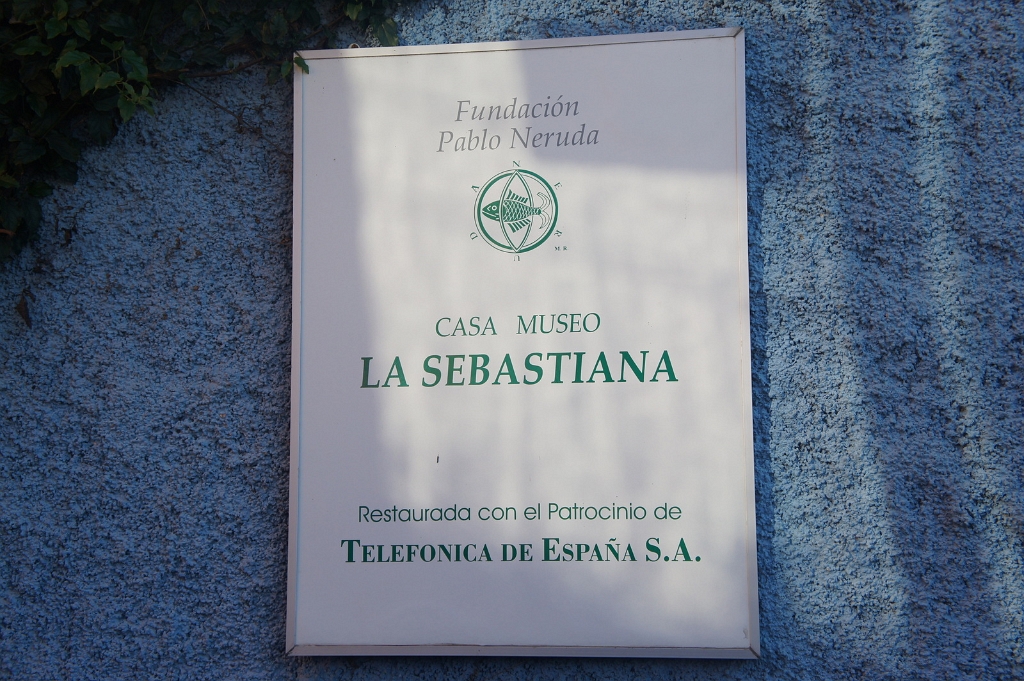 Fundación
Pablo Neruda
N E R U D A
M.R.
CASA MUSEO
LA SEBASTIANA
Restaurada con el Patrocinio de
TELEFONICA DE ESPAÑA S.A.